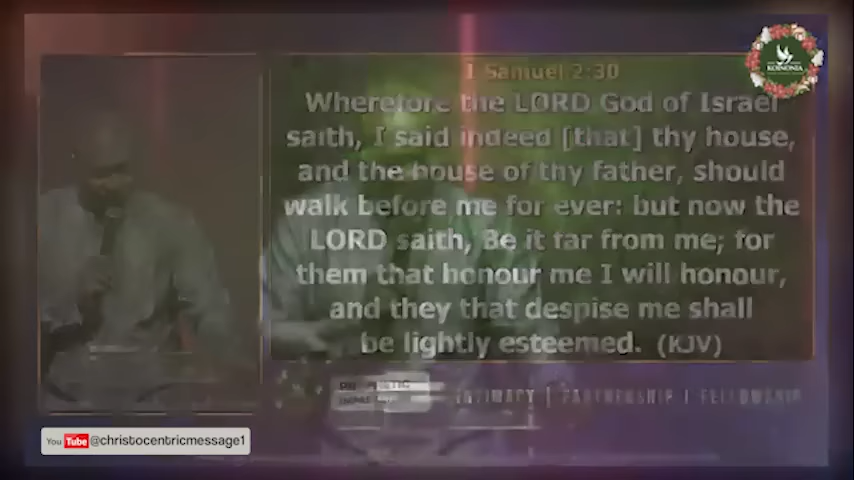 KOINONIA
1 Samuel 2:30
Wherefore the LORD God of Israel
saith, I said indeed [that] thy house,
and the house of thy father, should
walk before me for ever: but now the
LORD saith, Be it far from me; for
them that honour me I will honour,
and they that despise me shall
be lightly esteemed. (KJV)
INTIMACY | PARTNERSHIP | FELLOWSHIP
You Tube @christocentricmessage1